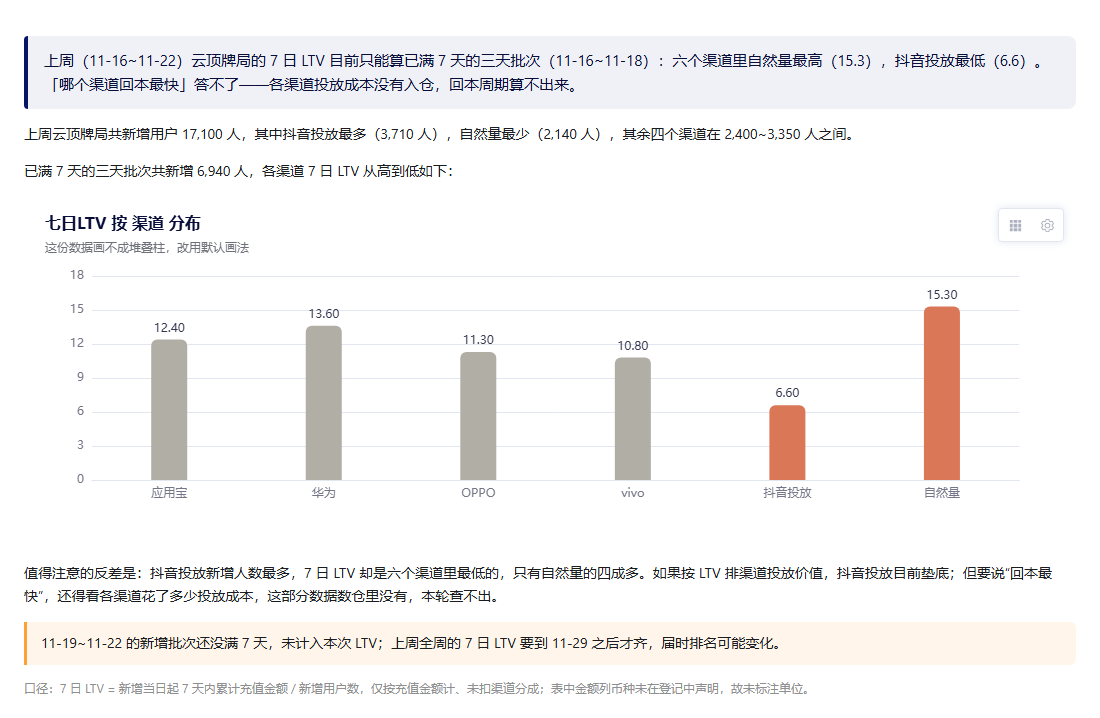 上周（11-16~11-22）云顶牌局的 7 日 LTV 目前只能算已满 7 天的三天批次（11-16~11-18）：六个渠道里自然量最高（15.3），抖音投放最低（6.6）。
「哪个渠道回本最快」答不了——各渠道投放成本没有入仓，回本周期算不出来。
上周云顶牌局共新增用户 17,100 人，其中抖音投放最多（3,710 人），自然量最少（2,140 人），其余四个渠道在 2,400~3,350 人之间。
已满 7 天的三天批次共新增 6,940 人，各渠道 7 日 LTV 从高到低如下：
七日LTV 按 渠道 分布
这份数据画不成堆叠柱，改用默认画法
18
15
12
9
6
3
0
12.40
13.60
11.30
10.80
6.60
15.30
应用宝
华为
OPPO
vivo
抖音投放
自然量
值得注意的反差是：抖音投放新增人数最多，7 日 LTV 却是六个渠道里最低的，只有自然量的四成多。如果按 LTV 排渠道投放价值，抖音投放目前垫底；但要说“回本最
快”，还得看各渠道花了多少投放成本，这部分数据数仓里没有，本轮查不出。
11-19~11-22 的新增批次还没满 7 天，未计入本次 LTV；上周全周的 7 日 LTV 要到 11-29 之后才齐，届时排名可能变化。
口径：7 日 LTV = 新增当日起 7 天内累计充值金额 / 新增用户数，仅按充值金额计、未扣渠道分成；表中金额列币种未在登记中声明，故未标注单位。